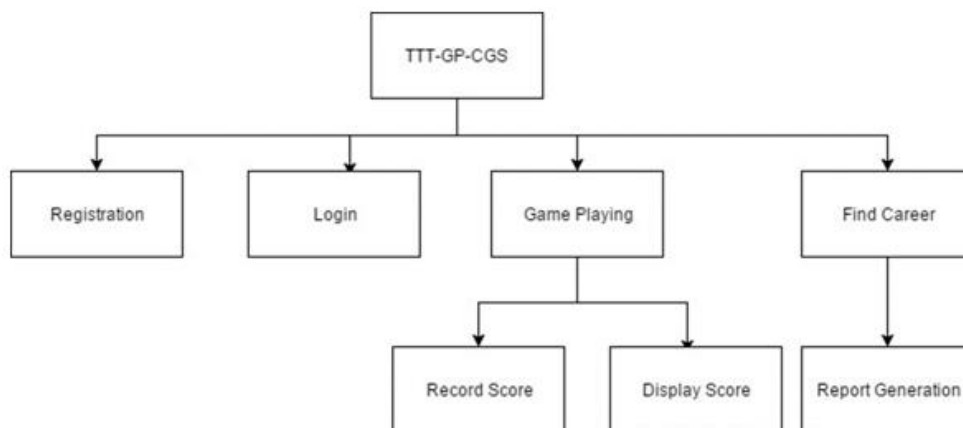 TTT-GP-CGS
Registration
Login
Game Playing
Find Career
Record Score
Display Score
Report Generation